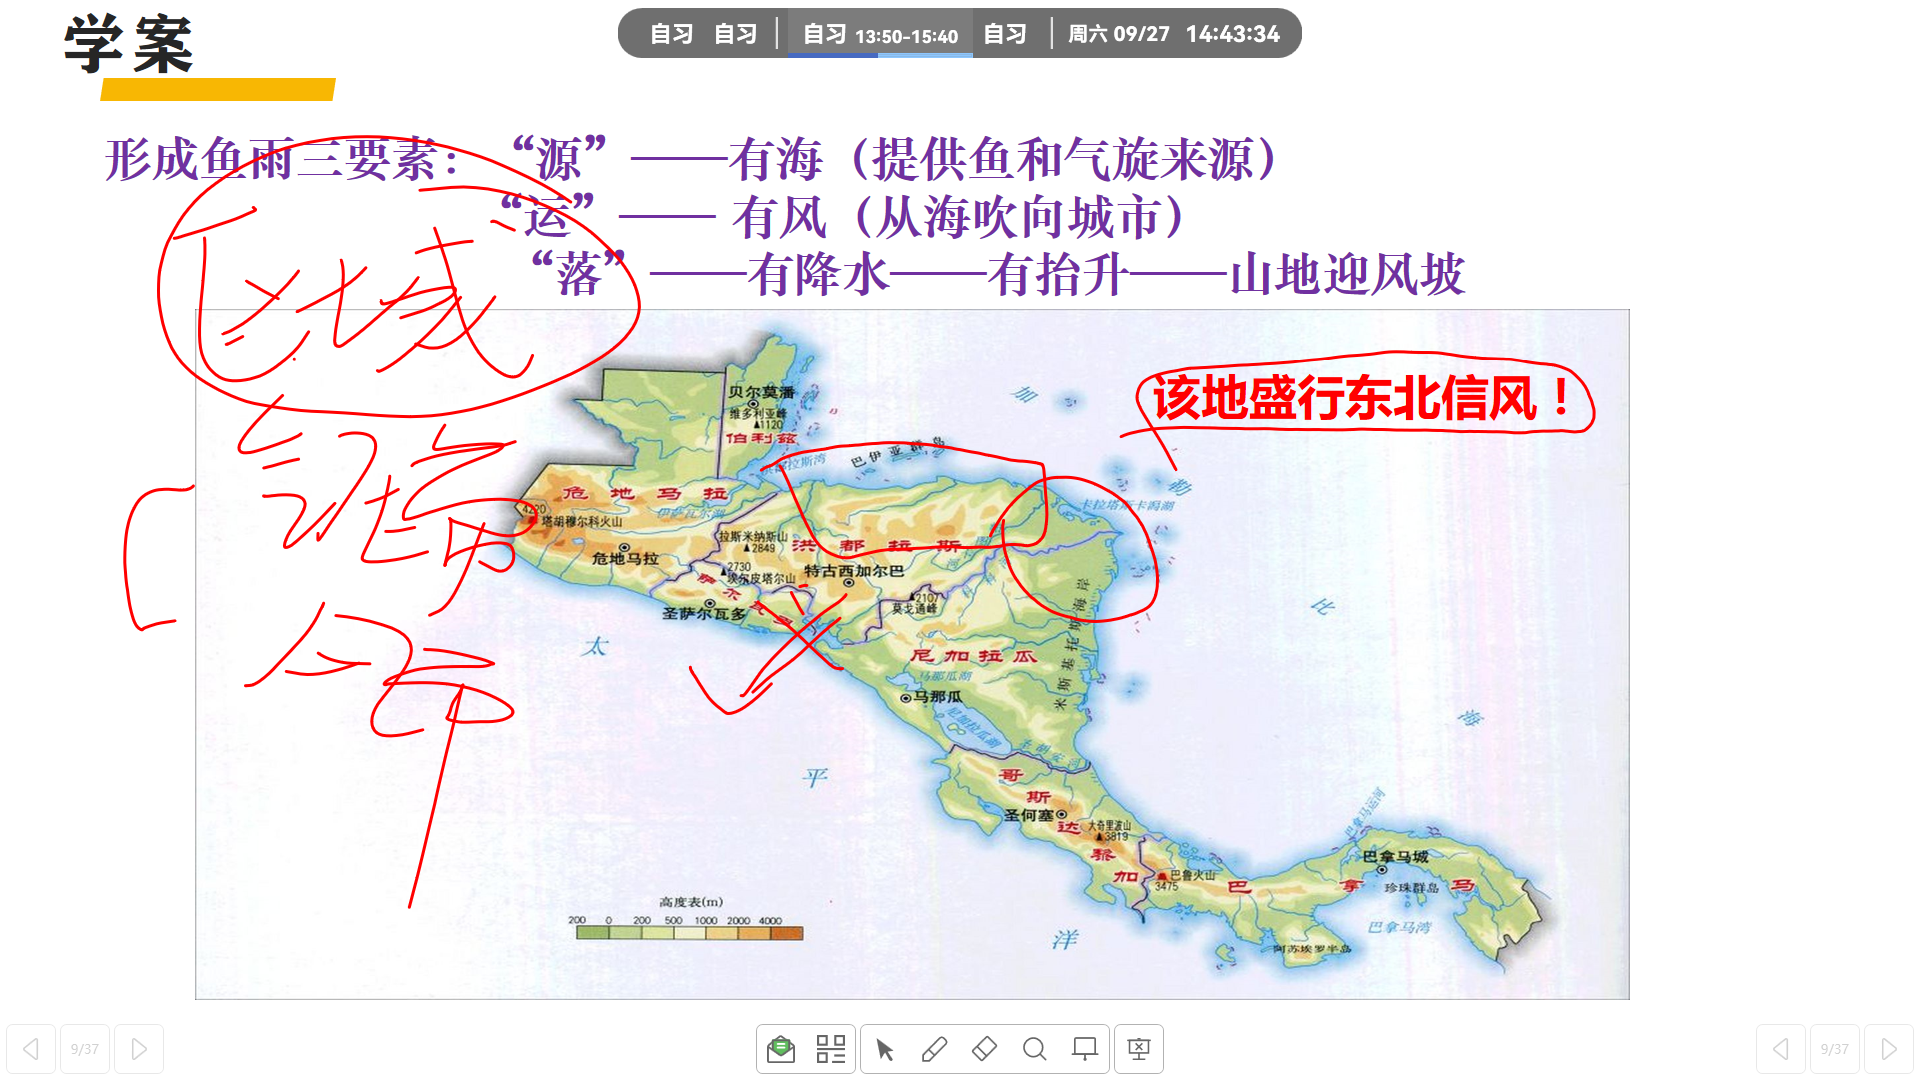 学案
自习 自习 自习 13:50-15:40 自习 周六 09/27 14:43:34
形成鱼雨三要素：“源”——有海（提供鱼和气旋来源）
“运”—— 有风（从海吹向城市）
“落”——有降水——有抬升——山地迎风坡
区域
该地盛行东北信风！
贝尔莫潘
维多利亚峰
▲1120
伯利兹
加
勒
比
海
洪都拉斯湾
巴伊亚群岛
卡拉塔斯卡潟湖
危地马拉
4220
塔胡穆尔科火山
伊萨瓦尔湖
危地马拉
拉斯米纳斯山
▲2849
洪都拉斯
▲2730
埃尔皮塔尔山
特古西加尔巴
萨尔瓦多
圣萨尔瓦多
▲2107
莫戈通峰
米斯基托斯海岸
尼加拉瓜
马那瓜湖
马那瓜
尼加拉瓜湖
圣胡安河
太
平
洋
哥斯达黎加
圣何塞
大奇里波山
▲3819
巴鲁火山
3475
巴拿马运河
巴拿马城
巴拿马
珍珠群岛
巴拿马湾
阿苏埃罗半岛
高度表(m)
200 0 200 500 1000 2000 4000
9/37
9/37